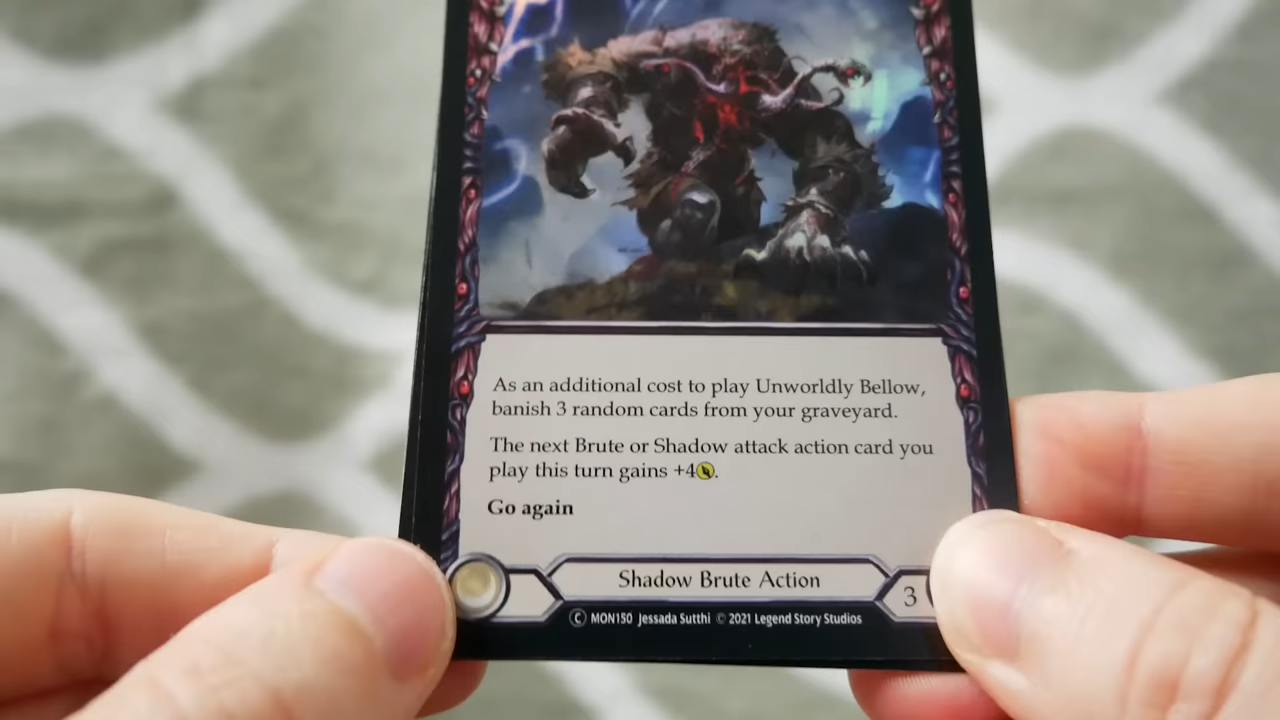 As an additional cost to play Unworldly Bellow,
banish 3 random cards from your graveyard.
The next Brute or Shadow attack action card you
play this turn gains +4.
Go again
Shadow Brute Action
3
C MON150 Jessada Sutthi © 2021 Legend Story Studios